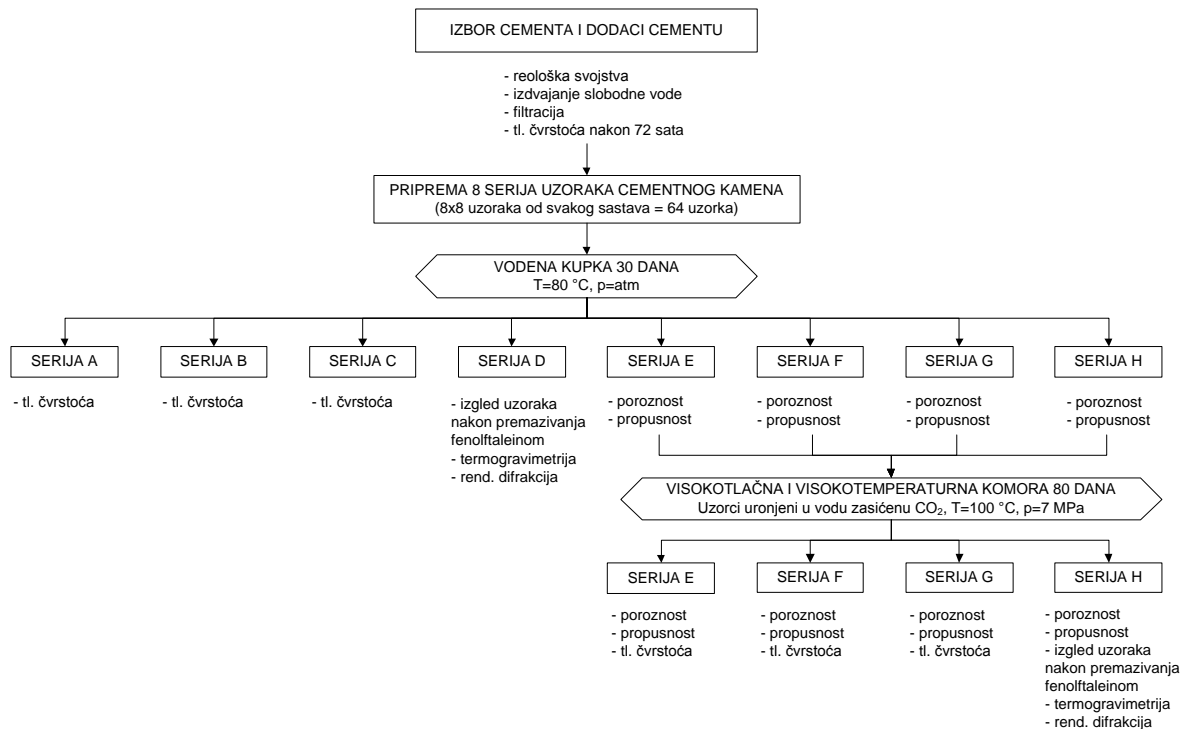 IZBOR CEMENTA I DODACI CEMENTU
- reološka svojstva
- izdvajanje slobodne vode
- filtracija
- tl. čvrstoća nakon 72 sata
PRIPREMA 8 SERIJA UZORAKA CEMENTNOG KAMENA
(8x8 uzoraka od svakog sastava = 64 uzorka)
VODENA KUPKA 30 DANA
T=80 °C, p=atm
SERIJA A
- tl. čvrstoća
SERIJA B
- tl. čvrstoća
SERIJA C
- tl. čvrstoća
SERIJA D
- izgled uzoraka
nakon premazivanja
fenolftaleinom
- termogravimetrija
- rend. difrakcija
SERIJA E
- poroznost
- propusnost
SERIJA F
- poroznost
- propusnost
SERIJA G
- poroznost
- propusnost
SERIJA H
- poroznost
- propusnost
VISOKOTLAČNA I VISOKOTEMPERATURNA KOMORA 80 DANA
Uzorci uronjeni u vodu zasićenu CO₂, T=100 °C, p=7 MPa
SERIJA E
- poroznost
- propusnost
- tl. čvrstoća
SERIJA F
- poroznost
- propusnost
- tl. čvrstoća
SERIJA G
- poroznost
- propusnost
- tl. čvrstoća
SERIJA H
- poroznost
- propusnost
- izgled uzoraka
nakon premazivanja
fenolftaleinom
- termogravimetrija
- rend. difrakcija